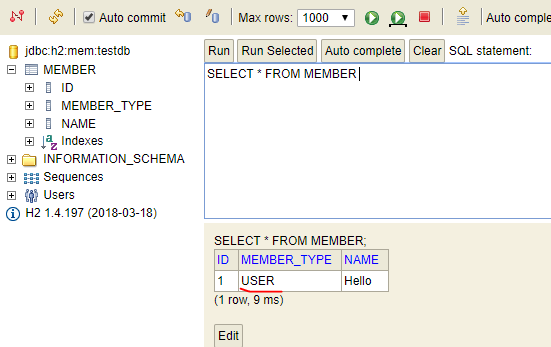 Auto commit Max rows: 1000 Auto comple
jdbc:h2:mem:testdb
MEMBER
ID
MEMBER_TYPE
NAME
Indexes
INFORMATION_SCHEMA
Sequences
Users
H2 1.4.197 (2018-03-18)
Run Run Selected Auto complete Clear SQL statement:
SELECT * FROM MEMBER
SELECT * FROM MEMBER;
ID MEMBER_TYPE NAME
1 USER Hello
(1 row, 9 ms)
Edit